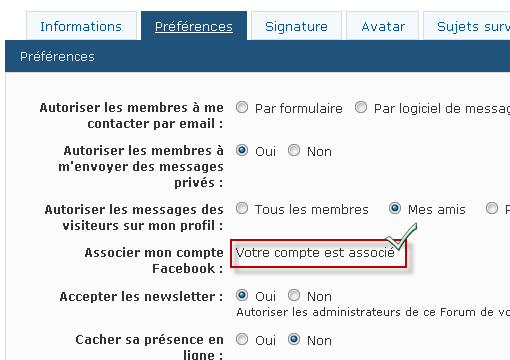 Informations Préférences Signature Avatar Sujets surv
Préférences
Autoriser les membres à me contacter par email : Par formulaire Par logiciel de messag
Autoriser les membres à m'envoyer des messages privés : Oui Non
Autoriser les messages des visiteurs sur mon profil : Tous les membres Mes amis P
Associer mon compte Facebook : Votre compte est associé
Accepter les newsletter : Oui Non
Autoriser les administrateurs de ce Forum de vo
Cacher sa présence en ligne : Oui Non